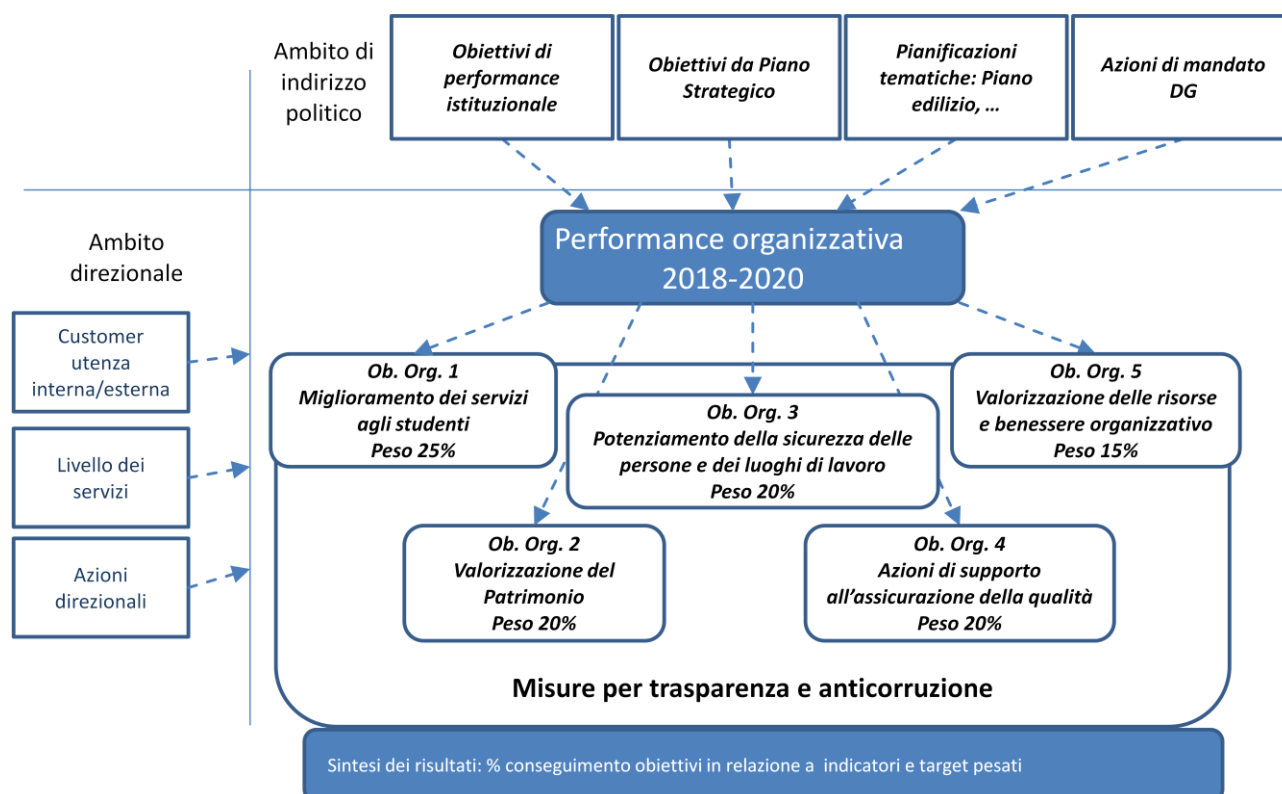 Ambito di
indirizzo
politico
Obiettivi di
performance
istituzionale
Obiettivi da Piano
Strategico
Pianificazioni
tematiche: Piano
edilizio, …
Azioni di mandato
DG
Performance organizzativa
2018-2020
Ambito
direzionale
Customer
utenza
interna/esterna
Livello dei
servizi
Azioni
direzionali
Ob. Org. 1
Miglioramento dei servizi
agli studenti
Peso 25%
Ob. Org. 3
Potenziamento della sicurezza delle
persone e dei luoghi di lavoro
Peso 20%
Ob. Org. 5
Valorizzazione delle risorse
e benessere organizzativo
Peso 15%
Ob. Org. 2
Valorizzazione del
Patrimonio
Peso 20%
Ob. Org. 4
Azioni di supporto
all’assicurazione della qualità
Peso 20%
Misure per trasparenza e anticorruzione
Sintesi dei risultati: % conseguimento obiettivi in relazione a indicatori e target pesati